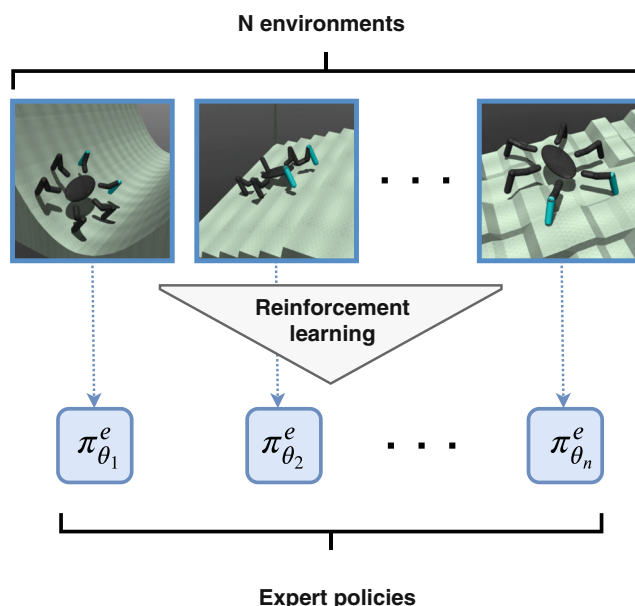 N environments
. . .
Reinforcement
learning
π^e_{θ_1} π^e_{θ_2} . . . π^e_{θ_n}
Expert policies